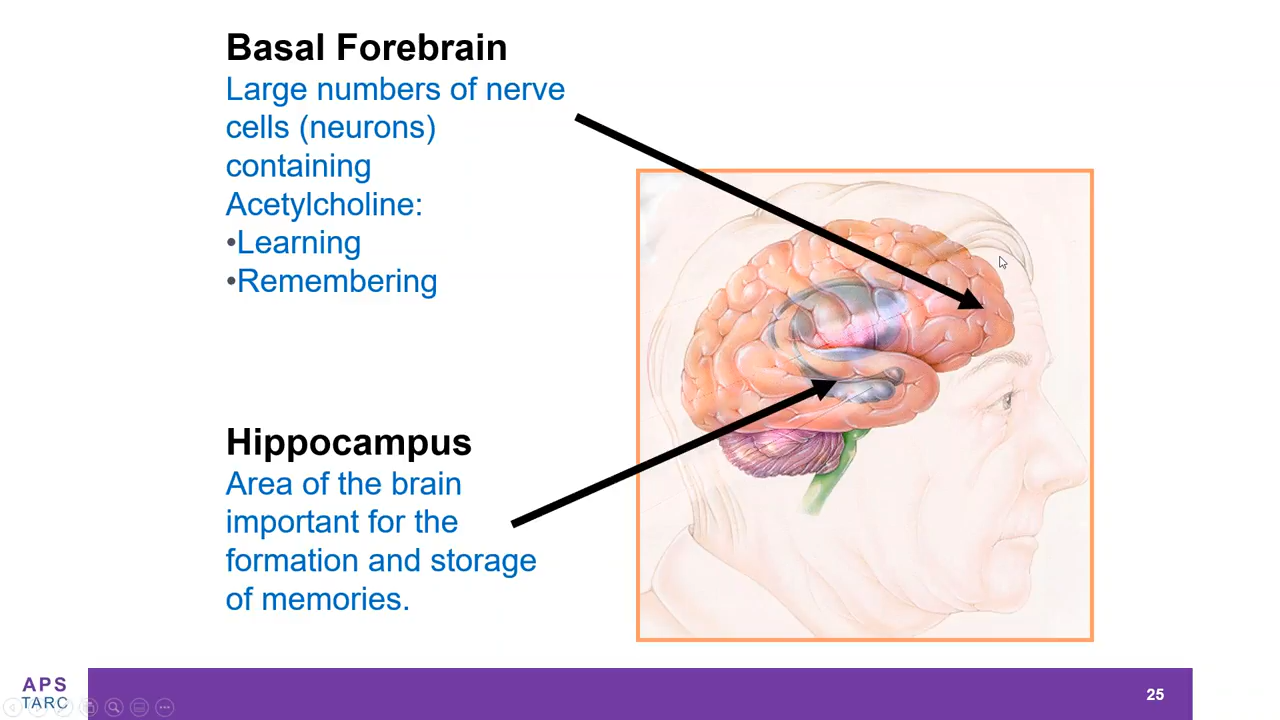 Basal Forebrain
Large numbers of nerve
cells (neurons)
containing
Acetylcholine:
•Learning
•Remembering
Hippocampus
Area of the brain
important for the
formation and storage
of memories.
APS
TARC
25